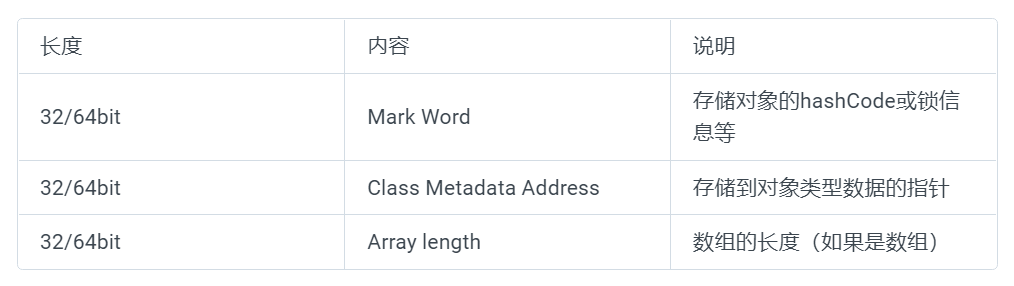 长度 内容 说明
32/64bit Mark Word 存储对象的hashCode或锁信
息等
32/64bit Class Metadata Address 存储到对象类型数据的指针
32/64bit Array length 数组的长度（如果是数组）